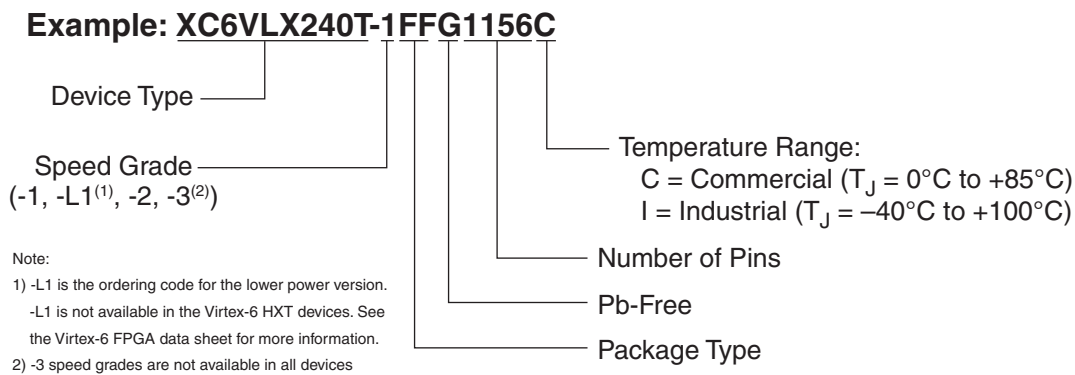 Example: XC6VLX240T-1FFG1156C
Device Type
Speed Grade
(-1, -L1(1), -2, -3(2))
Temperature Range:
C = Commercial (TJ = 0°C to +85°C)
I = Industrial (TJ = –40°C to +100°C)
Number of Pins
Pb-Free
Package Type
Note:
1) -L1 is the ordering code for the lower power version.
-L1 is not available in the Virtex-6 HXT devices. See
the Virtex-6 FPGA data sheet for more information.
2) -3 speed grades are not available in all devices